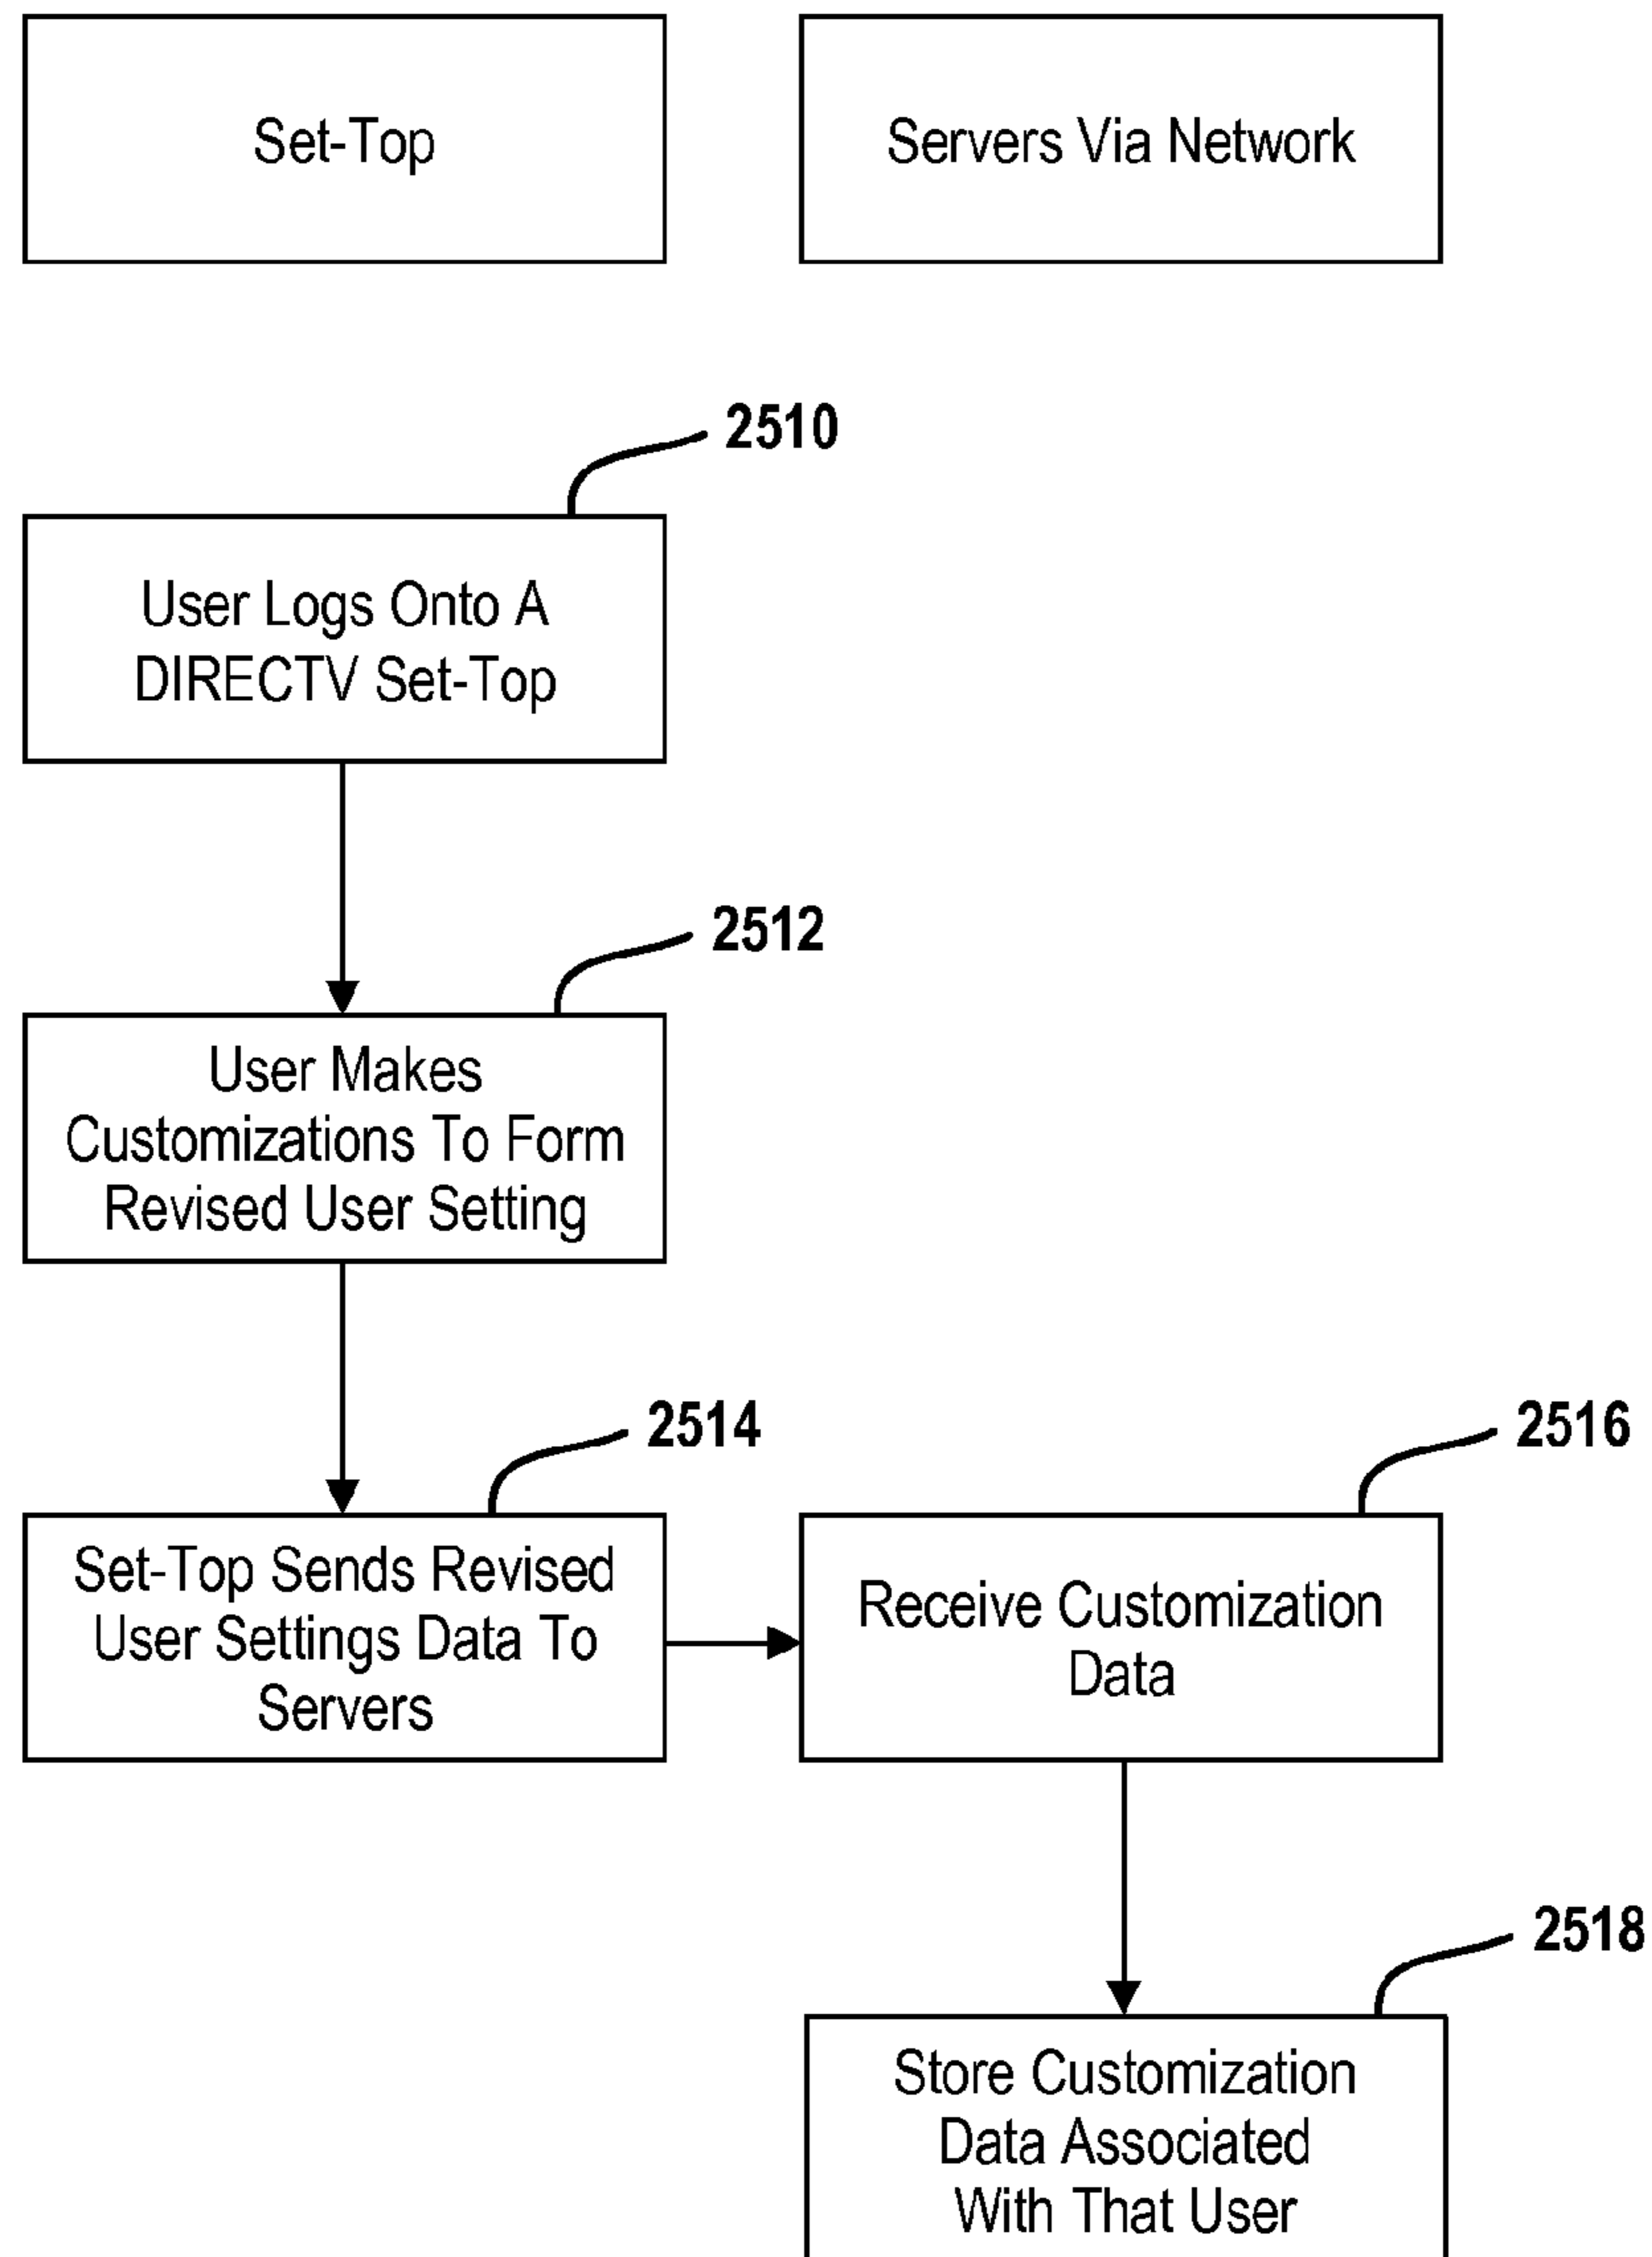 Set-Top
Servers Via Network
2510
User Logs Onto A
DIRECTV Set-Top
2512
User Makes
Customizations To Form
Revised User Setting
2514
Set-Top Sends Revised
User Settings Data To
Servers
2516
Receive Customization
Data
2518
Store Customization
Data Associated
With That User